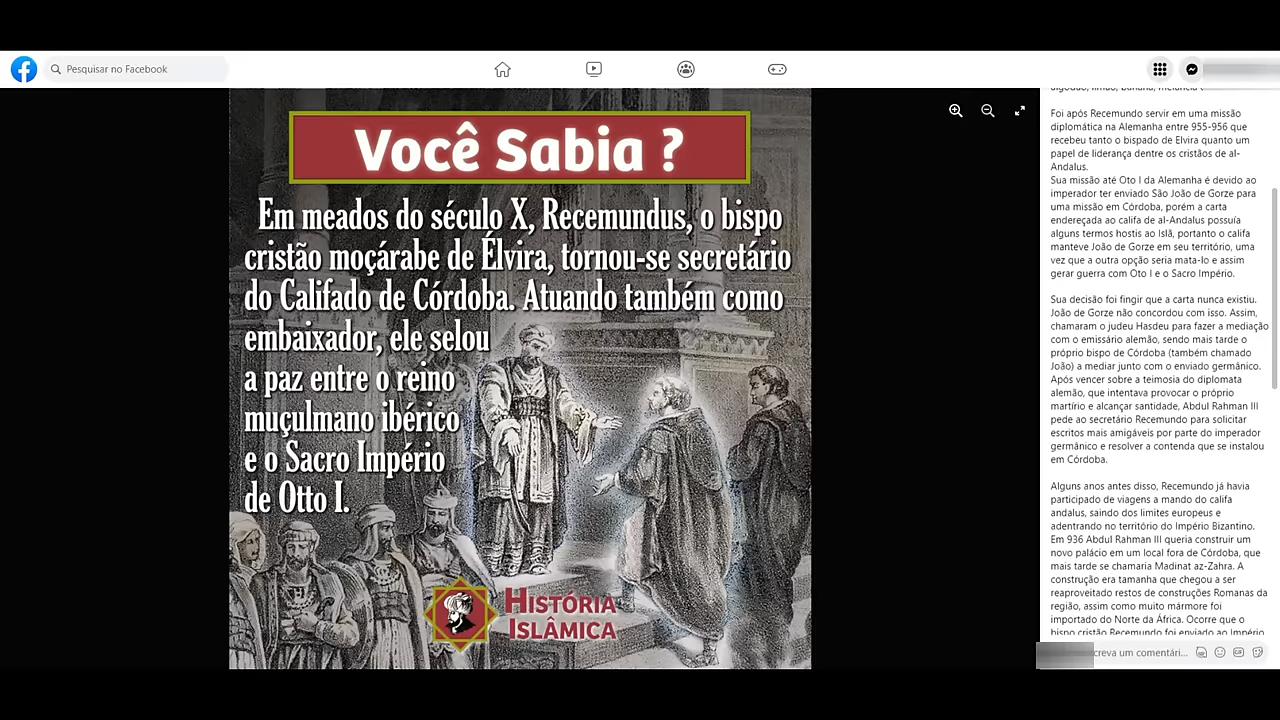 Pesquisar no Facebook
Você Sabia ?
Em meados do século X, Recemundus, o bispo
cristão moçárabe de Élvira, tornou-se secretário
do Califado de Córdoba. Atuando também como
embaixador, ele selou
a paz entre o reino
muçulmano ibérico
e o Sacro Império
de Otto I.
HISTÓRIA
ISLÂMICA
Foi após Recemundo servir em uma missão
diplomática na Alemanha entre 955-956 que
recebeu tanto o bispado de Elvira quanto um
papel de liderança dentre os cristãos de al-
Andalus.
Sua missão até Oto I da Alemanha é devido ao
imperador ter enviado São João de Gorze para
uma missão em Córdoba, porém a carta
endereçada ao califa de al-Andalus possuía
alguns termos hostis ao Islã, portanto o califa
manteve João de Gorze em seu território, uma
vez que a outra opção seria mata-lo e assim
gerar guerra com Oto I e o Sacro Império.
Sua decisão foi fingir que a carta nunca existiu.
João de Gorze não concordou com isso. Assim,
chamaram o judeu Hasdeu para fazer a mediação
com o emissário alemão, sendo mais tarde o
próprio bispo de Córdoba (também chamado
João) a mediar junto com o enviado germânico.
Após vencer sobre a teimosia do diplomata
alemão, que intentava provocar o próprio
martírio e alcançar santidade, Abdul Rahman III
pede ao secretário Recemundo para solicitar
escritos mais amigáveis por parte do imperador
germânico e resolver a contenda que se instalou
em Córdoba.
Alguns anos antes disso, Recemundo já havia
participado de viagens a mando do califa
andalus, saindo dos limites europeus e
adentrando no território do Império Bizantino.
Em 936 Abdul Rahman III queria construir um
novo palácio em um local fora de Córdoba, que
mais tarde se chamaria Madinat az-Zahra. A
construção era tamanha que chegou a ser
reaproveitado restos de construções Romanas da
região, assim como muito mármore foi
importado do Norte da África. Ocorre que o
bispo cristão Recemundo foi enviado ao Império
creva um comentári...